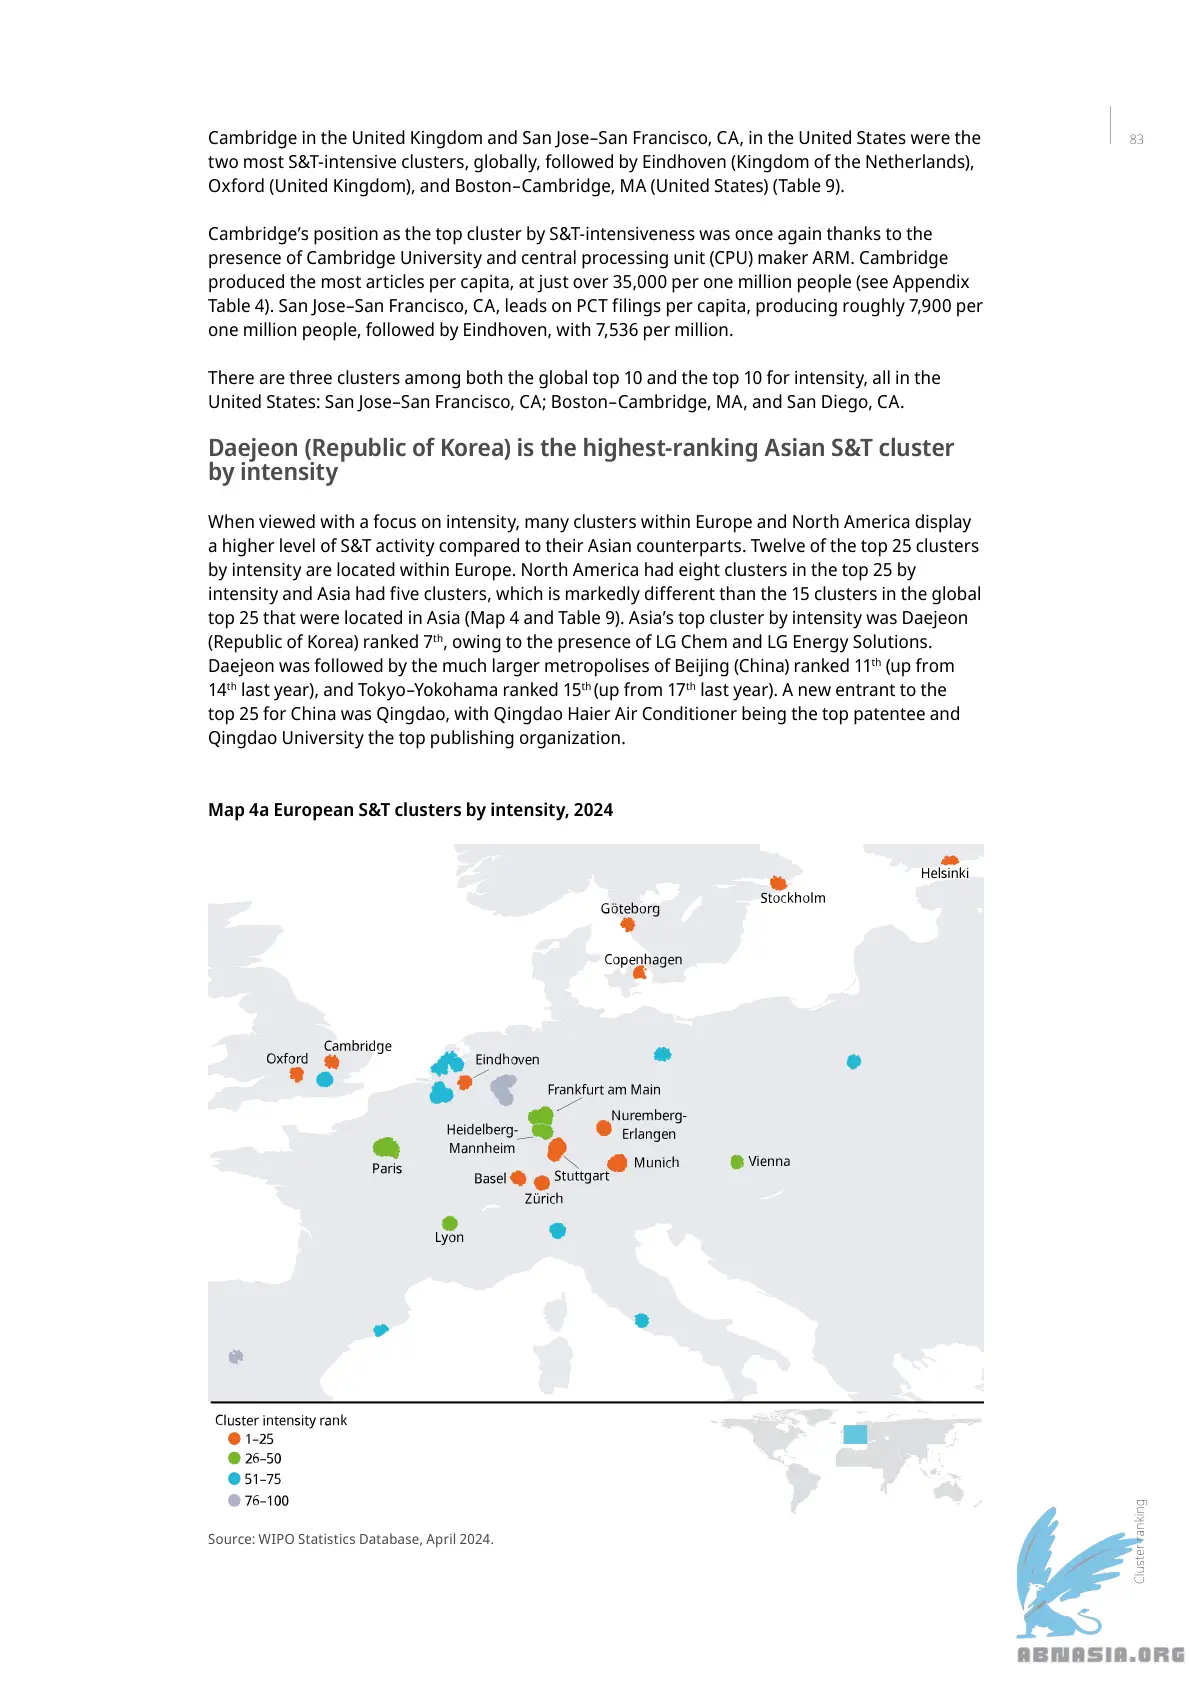 83
Cambridge in the United Kingdom and San Jose–San Francisco, CA, in the United States were the
two most S&T-intensive clusters, globally, followed by Eindhoven (Kingdom of the Netherlands),
Oxford (United Kingdom), and Boston–Cambridge, MA (United States) (Table 9).
Cambridge’s position as the top cluster by S&T-intensiveness was once again thanks to the
presence of Cambridge University and central processing unit (CPU) maker ARM. Cambridge
produced the most articles per capita, at just over 35,000 per one million people (see Appendix
Table 4). San Jose–San Francisco, CA, leads on PCT filings per capita, producing roughly 7,900 per
one million people, followed by Eindhoven, with 7,536 per million.
There are three clusters among both the global top 10 and the top 10 for intensity, all in the
United States: San Jose–San Francisco, CA; Boston–Cambridge, MA, and San Diego, CA.
Daejeon (Republic of Korea) is the highest-ranking Asian S&T cluster
by intensity
When viewed with a focus on intensity, many clusters within Europe and North America display
a higher level of S&T activity compared to their Asian counterparts. Twelve of the top 25 clusters
by intensity are located within Europe. North America had eight clusters in the top 25 by
intensity and Asia had five clusters, which is markedly different than the 15 clusters in the global
top 25 that were located in Asia (Map 4 and Table 9). Asia’s top cluster by intensity was Daejeon
(Republic of Korea) ranked 7th, owing to the presence of LG Chem and LG Energy Solutions.
Daejeon was followed by the much larger metropolises of Beijing (China) ranked 11th (up from
14th last year), and Tokyo–Yokohama ranked 15th (up from 17th last year). A new entrant to the
top 25 for China was Qingdao, with Qingdao Haier Air Conditioner being the top patentee and
Qingdao University the top publishing organization.
Map 4a European S&T clusters by intensity, 2024
Helsinki
Stockholm
Göteborg
Copenhagen
Cambridge
Oxford
Eindhoven
Frankfurt am Main
Nuremberg-
Erlangen
Heidelberg-
Mannheim
Paris
Munich
Vienna
Basel
Stuttgart
Zürich
Lyon
Cluster intensity rank
1–25
26–50
51–75
76–100
Source: WIPO Statistics Database, April 2024.
Cluster ranking
ABNASIA.ORG